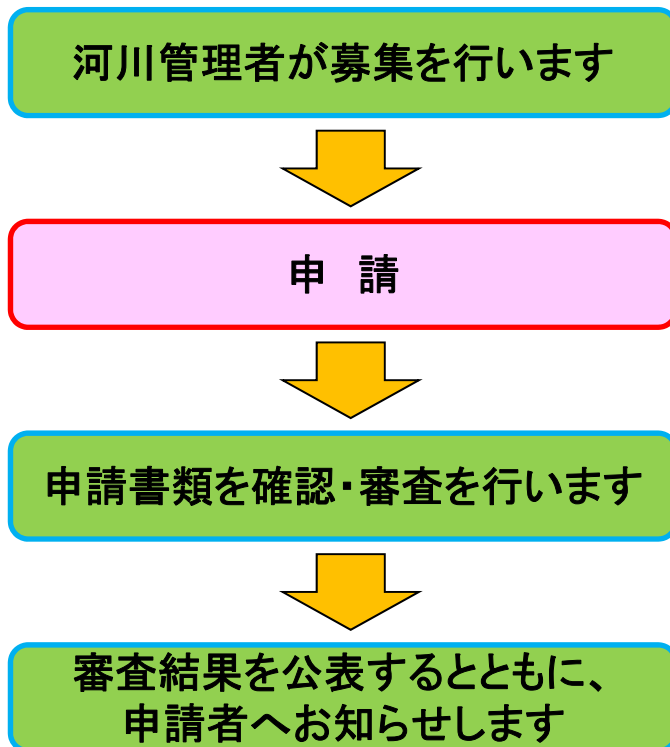 河川管理者が募集を行います
申　請
申請書類を確認・審査を行います
審査結果を公表するとともに、
申請者へお知らせします